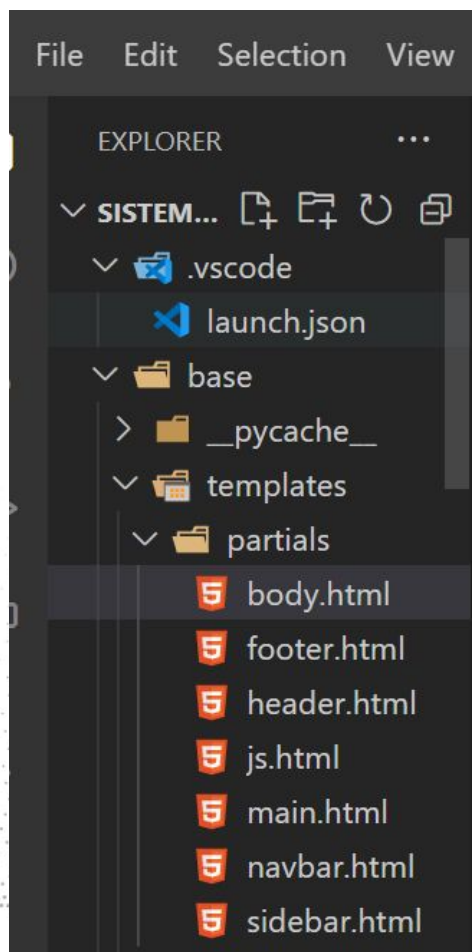 File Edit Selection View
EXPLORER ...
SISTEM...
.vscode
launch.json
base
__pycache__
templates
partials
body.html
footer.html
header.html
js.html
main.html
navbar.html
sidebar.html